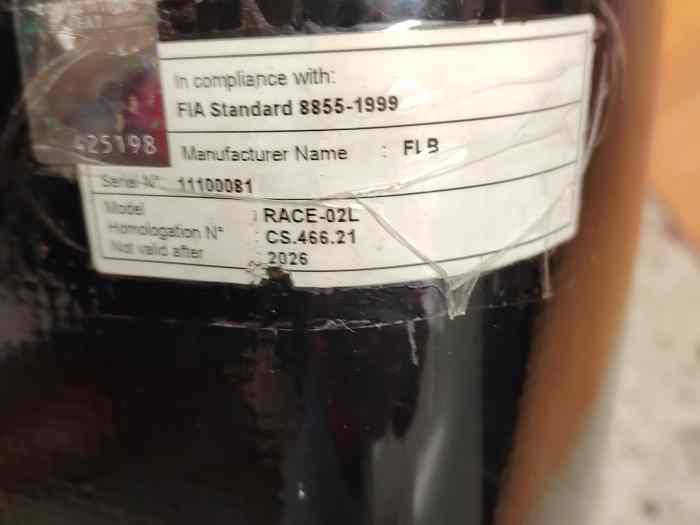 In compliance with:
FIA Standard 8855-1999
425198
Manufacturer Name :
Serial N°: 11100081
Model : RACE-02L
Homologation N° : CS.466.21
Not valid after : 2026